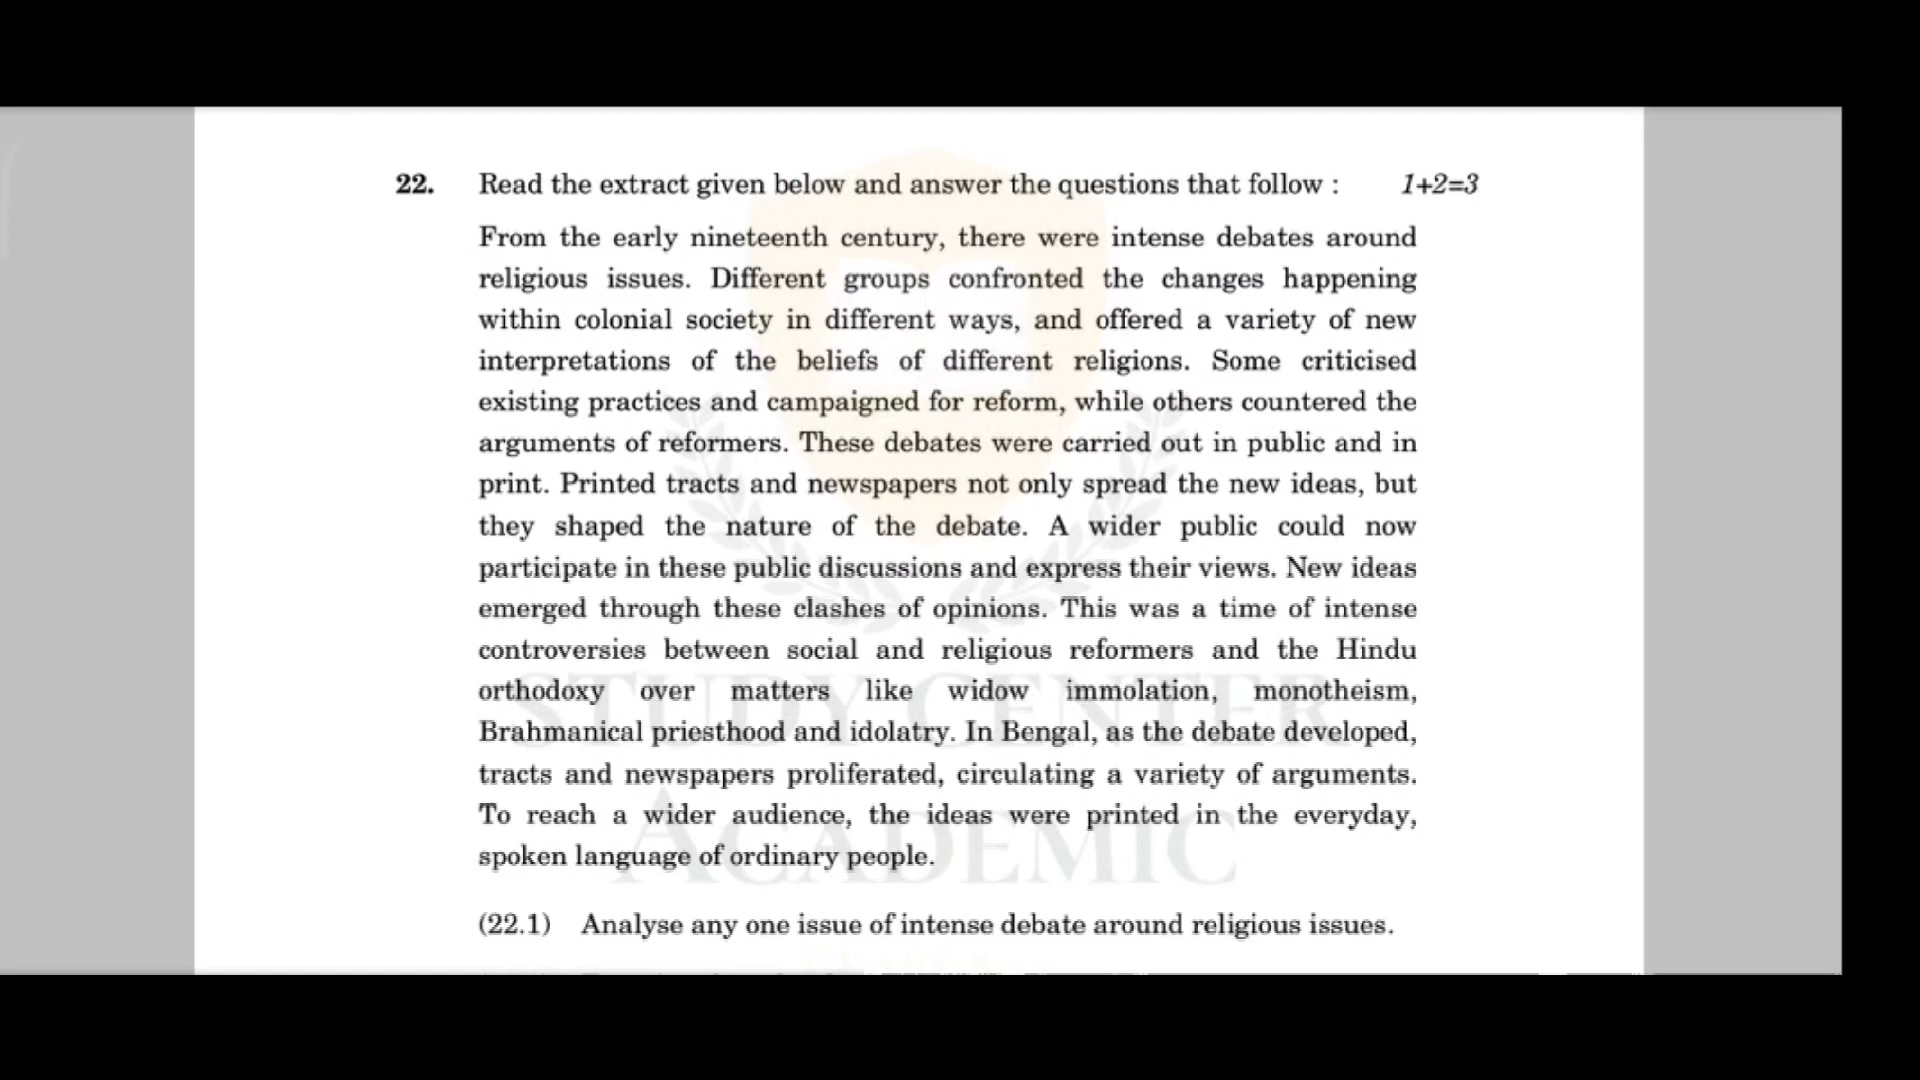 22. Read the extract given below and answer the questions that follow : 1+2=3
From the early nineteenth century, there were intense debates around
religious issues. Different groups confronted the changes happening
within colonial society in different ways, and offered a variety of new
interpretations of the beliefs of different religions. Some criticised
existing practices and campaigned for reform, while others countered the
arguments of reformers. These debates were carried out in public and in
print. Printed tracts and newspapers not only spread the new ideas, but
they shaped the nature of the debate. A wider public could now
participate in these public discussions and express their views. New ideas
emerged through these clashes of opinions. This was a time of intense
controversies between social and religious reformers and the Hindu
orthodoxy over matters like widow immolation, monotheism,
Brahmanical priesthood and idolatry. In Bengal, as the debate developed,
tracts and newspapers proliferated, circulating a variety of arguments.
To reach a wider audience, the ideas were printed in the everyday,
spoken language of ordinary people.
(22.1) Analyse any one issue of intense debate around religious issues.
STUDY CENTER
ACADEMIC